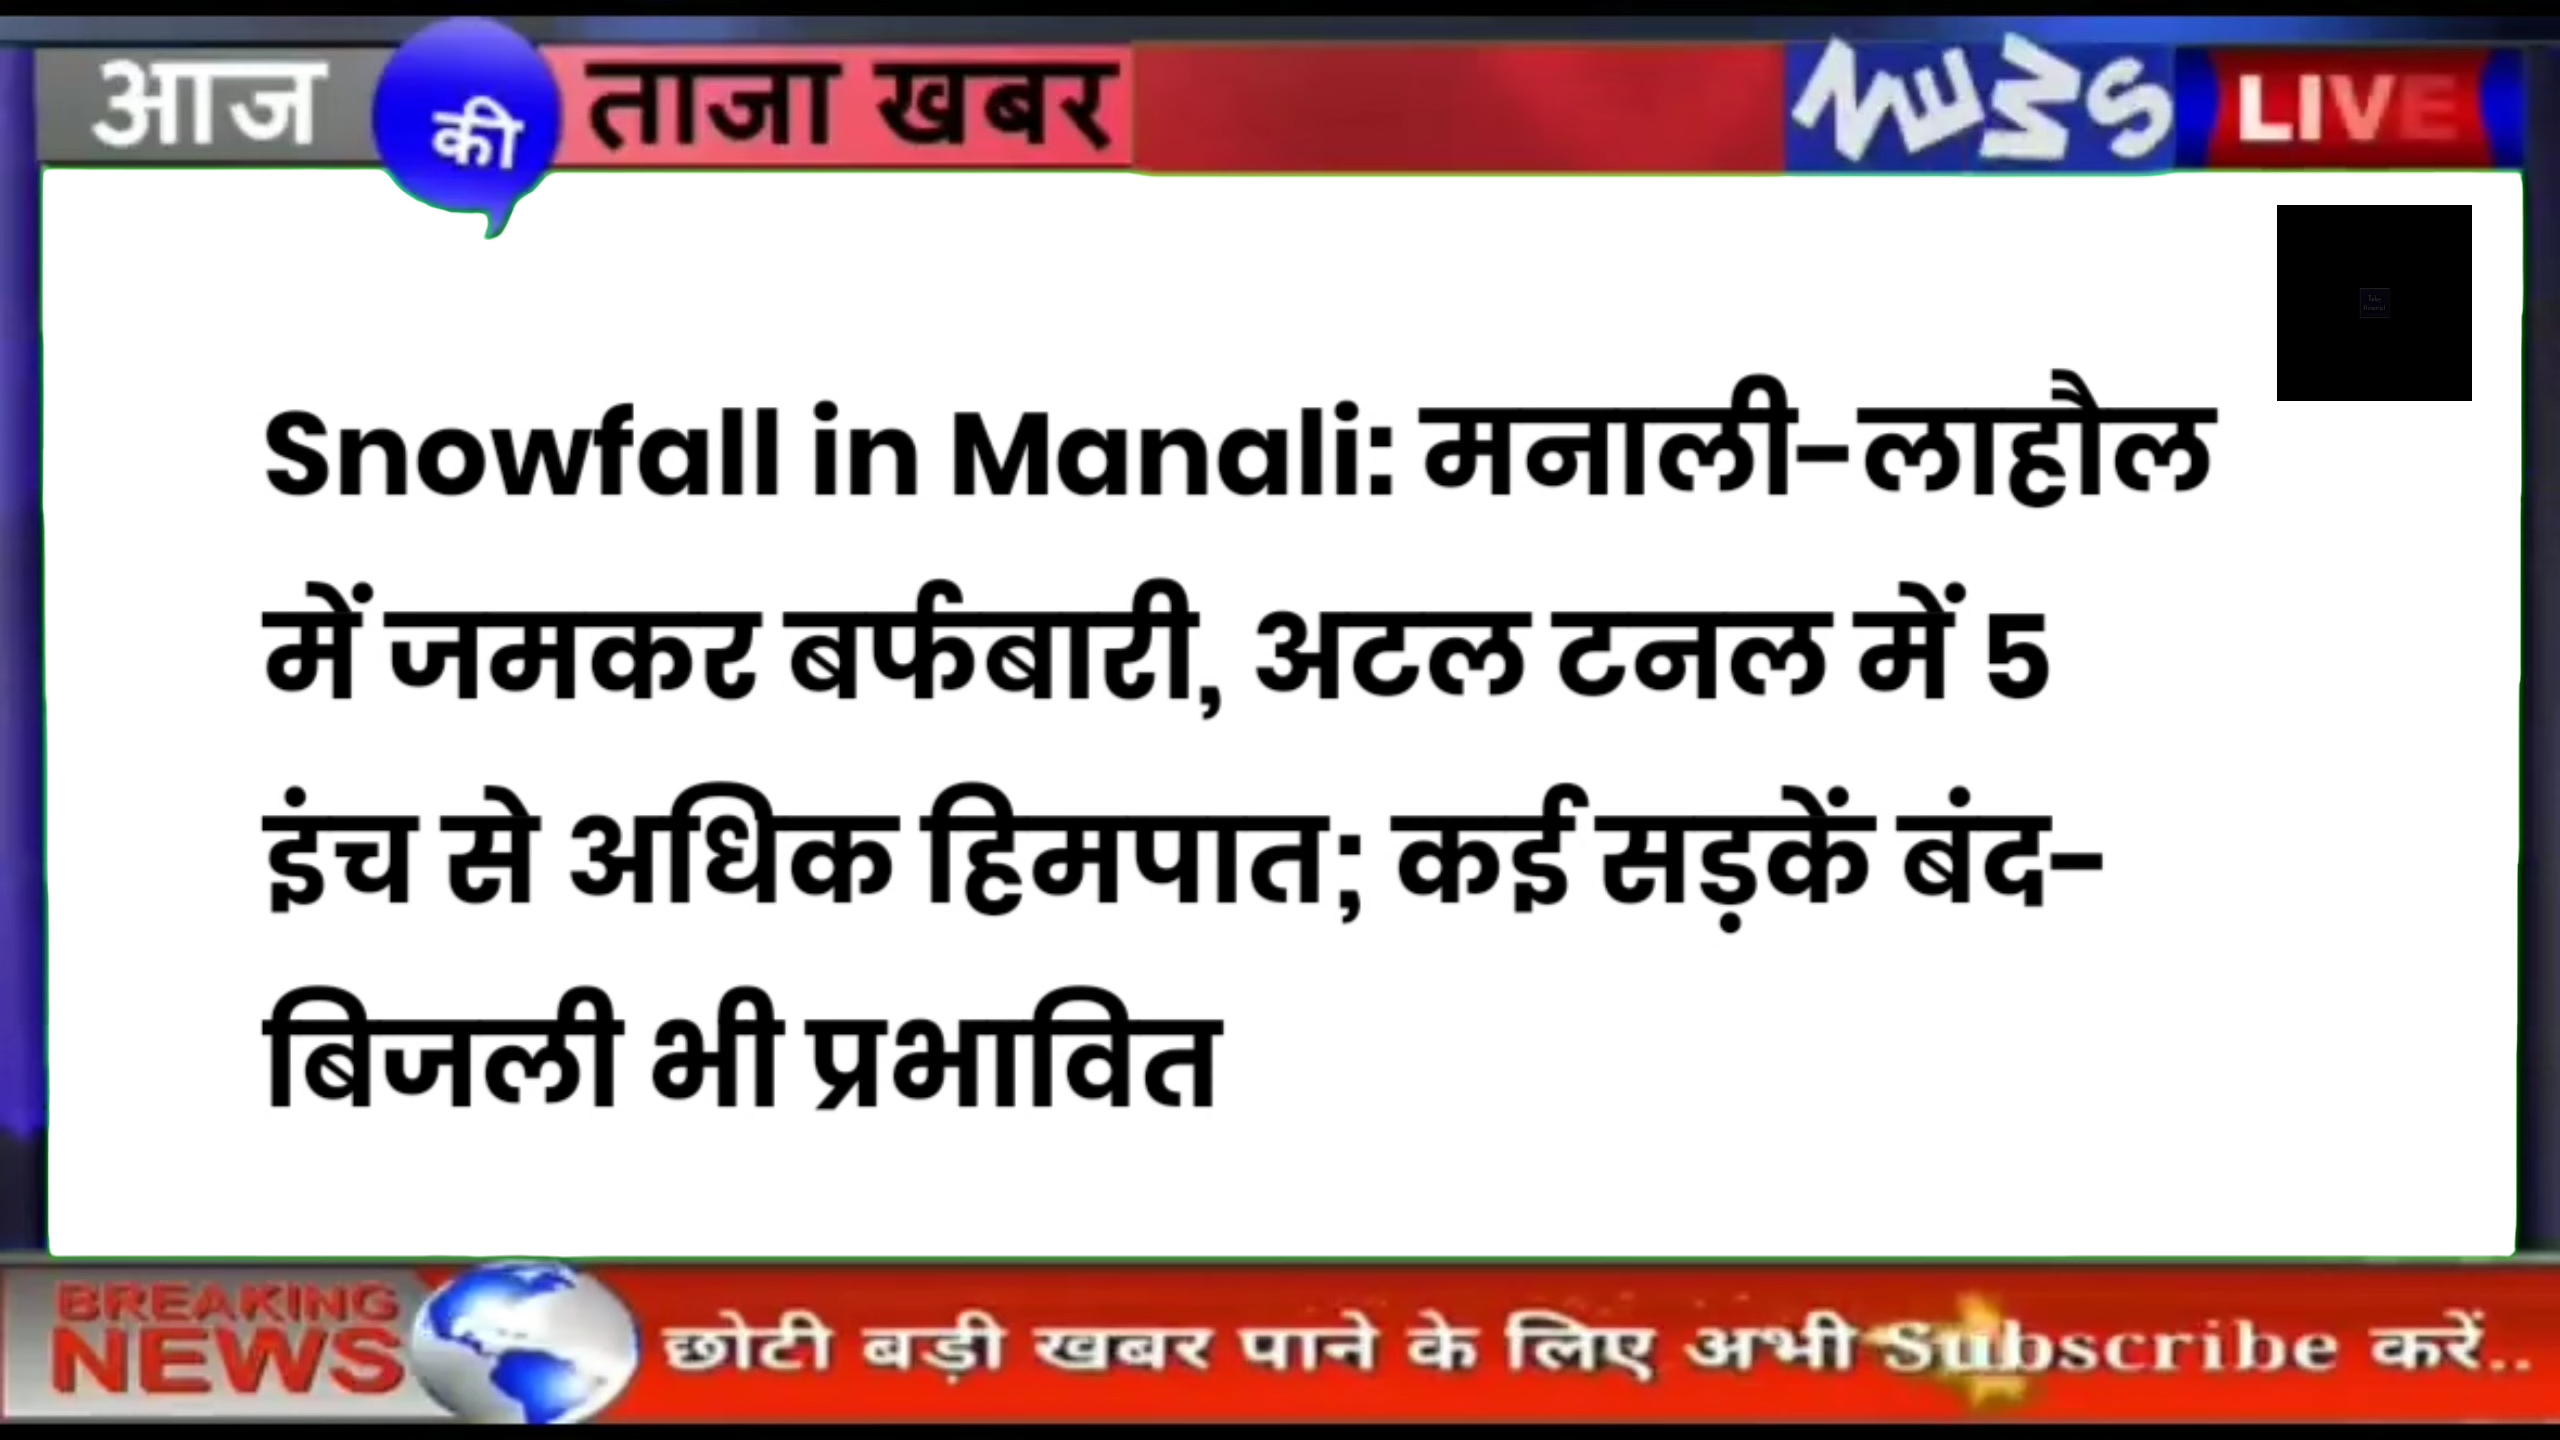 आज की ताजा खबर NEWS LIVE
Snowfall in Manali: मनाली-लाहौल
में जमकर बर्फबारी, अटल टनल में 5
इंच से अधिक हिमपात; कई सड़कें बंद-
बिजली भी प्रभावित
BREAKING
NEWS
छोटी बड़ी खबर पाने के लिए अभी Subscribe करें..